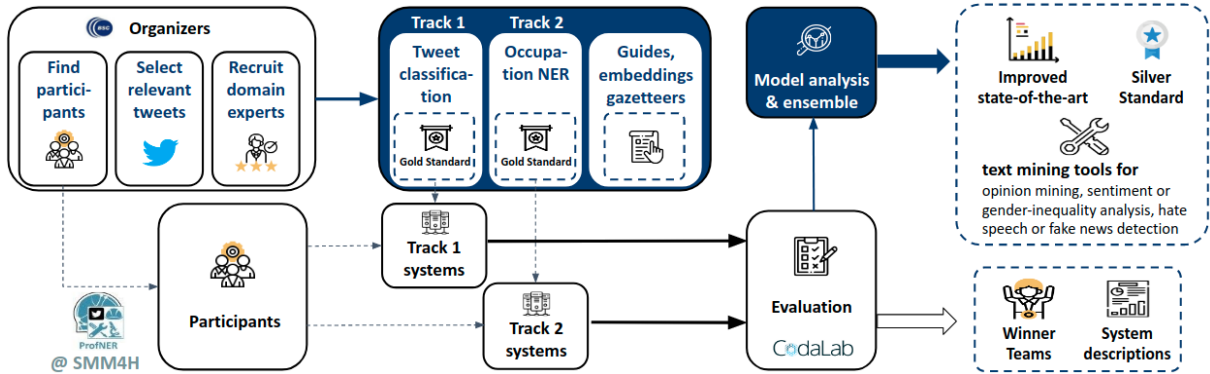 BSC
Organizers
Find
partici-
pants
Select
relevant
tweets
Recruit
domain
experts
Track 1
Tweet
classifica-
tion
Gold Standard
Track 2
Occupa-
tion NER
Gold Standard
Guides,
embeddings
gazetteers
Model analysis
& ensemble
Improved
state-of-the-art
Silver
Standard
text mining tools for
opinion mining, sentiment or
gender-inequality analysis, hate
speech or fake news detection
Participants
Track 1
systems
Track 2
systems
Evaluation
CodaLab
Winner
Teams
System
descriptions
ProfNER
@ SMM4H